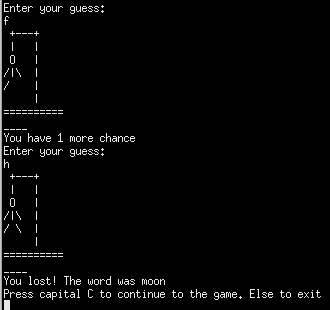 Enter your guess:
f
 +---+
 |   |
 O   |
/|\  |
/    |
     |
==========
____
You have 1 more chance
Enter your guess:
h
 +---+
 |   |
 O   |
/|\  |
/ \  |
     |
==========
____
You lost! The word was moon
Press capital C to continue to the game. Else to exit